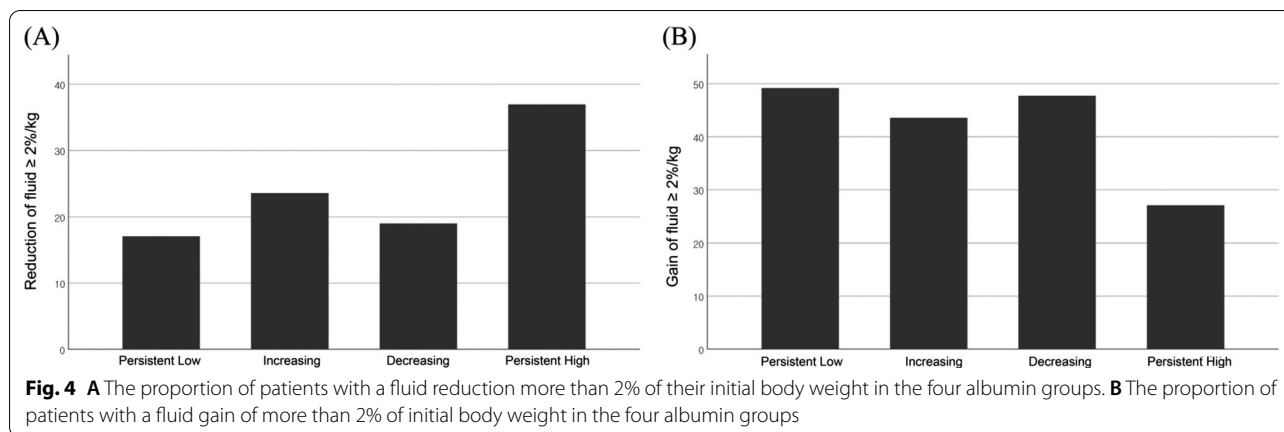 (A)
Reduction of fluid ≥ 2%/kg
40
30
20
10
0
Persistent Low Increasing Decreasing Persistent High
(B)
Gain of fluid ≥ 2%/kg
50
40
30
20
10
0
Persistent Low Increasing Decreasing Persistent High
Fig. 4 A The proportion of patients with a fluid reduction more than 2% of their initial body weight in the four albumin groups. B The proportion of
patients with a fluid gain of more than 2% of initial body weight in the four albumin groups